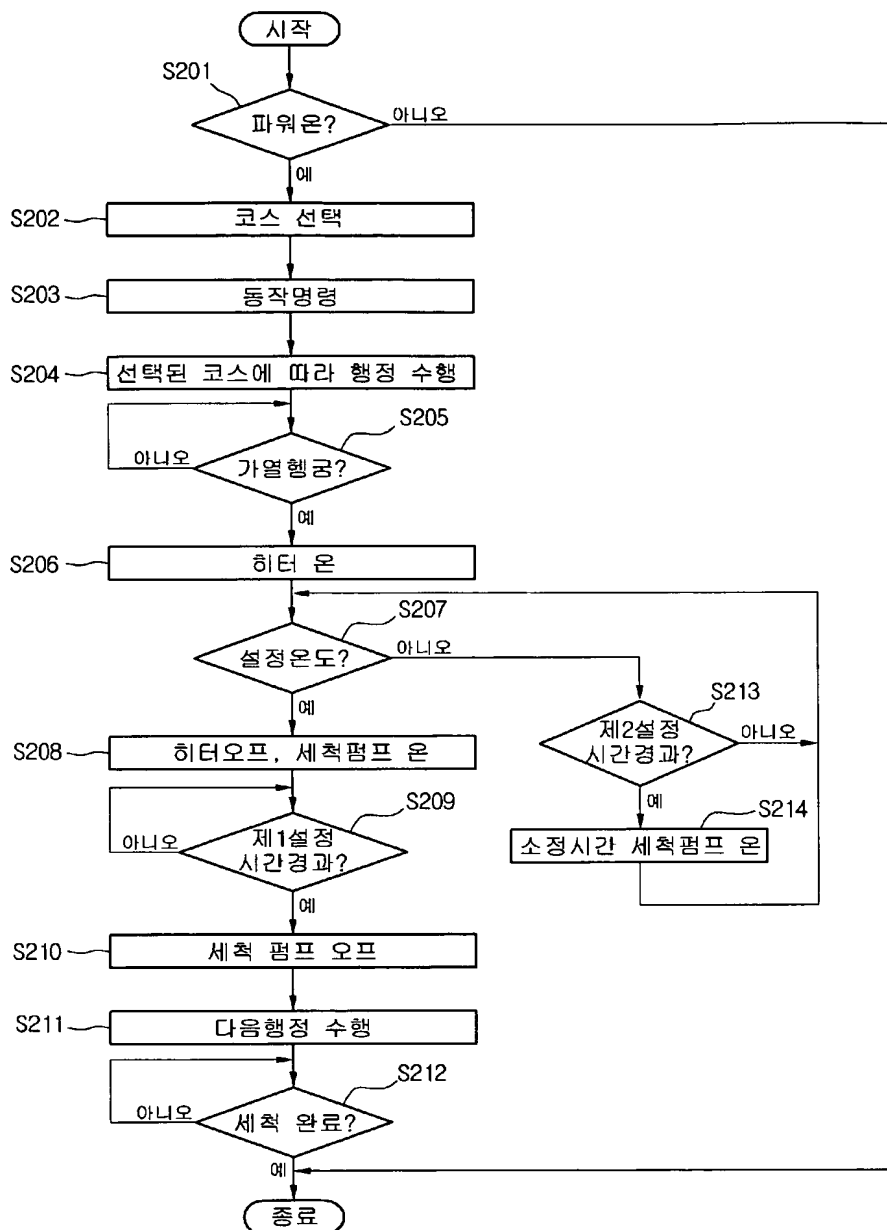 시작
S201
파워온?
아니오
예
S202
코스 선택
S203
동작명령
S204
선택된 코스에 따라 행정 수행
S205
아니오
가열헹굼?
예
S206
히터 온
S207
설정온도?
아니오
예
S213
제2설정
시간경과?
아니오
예
S208
히터오프, 세척펌프 온
S214
소정시간 세척펌프 온
S209
아니오
제1설정
시간경과?
예
S210
세척 펌프 오프
S211
다음행정 수행
S212
아니오
세척 완료?
예
종료